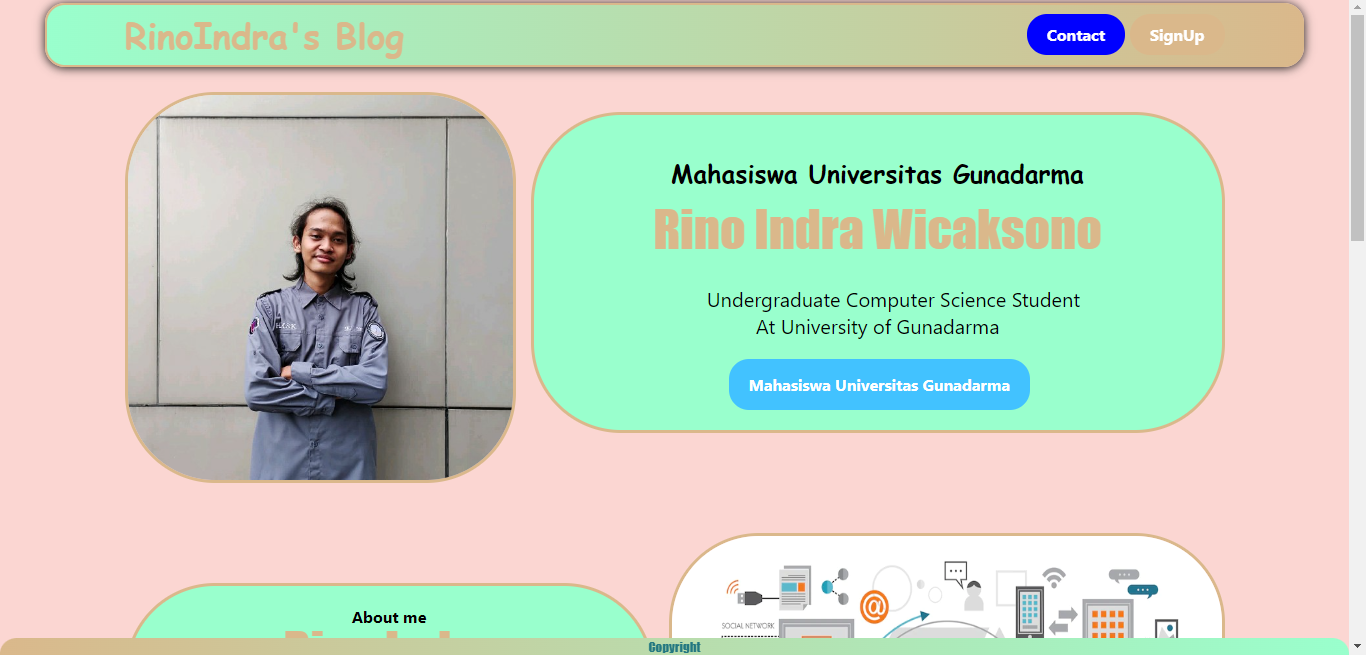 RinoIndra's Blog
Contact
SignUp
Mahasiswa Universitas Gunadarma
Rino Indra Wicaksono
Undergraduate Computer Science Student
At University of Gunadarma
Mahasiswa Universitas Gunadarma
About me
SOCIAL NETWORK
@
Copyright